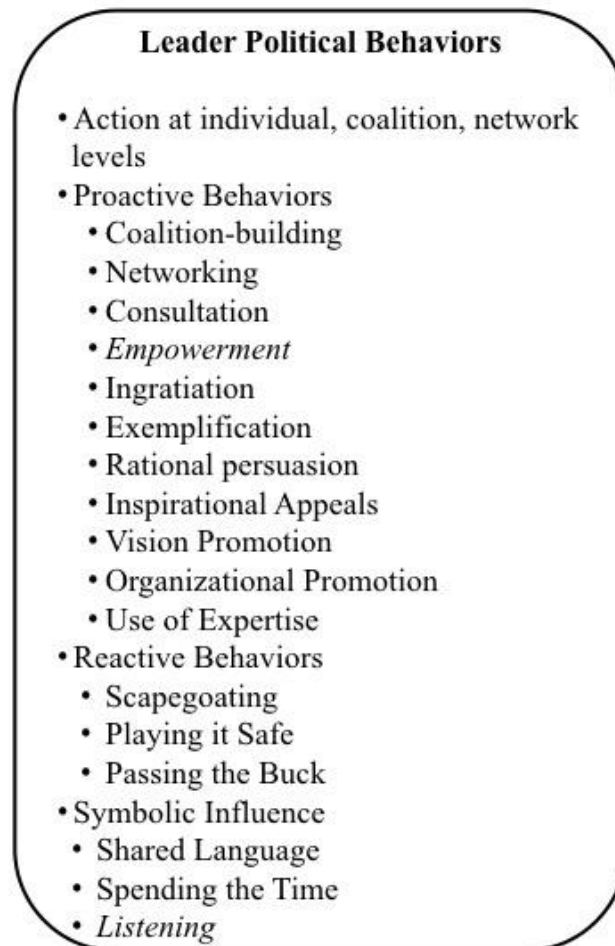 Leader Political Behaviors
• Action at individual, coalition, network
levels
• Proactive Behaviors
• Coalition-building
• Networking
• Consultation
• Empowerment
• Ingratiation
• Exemplification
• Rational persuasion
• Inspirational Appeals
• Vision Promotion
• Organizational Promotion
• Use of Expertise
• Reactive Behaviors
• Scapegoating
• Playing it Safe
• Passing the Buck
• Symbolic Influence
• Shared Language
• Spending the Time
• Listening